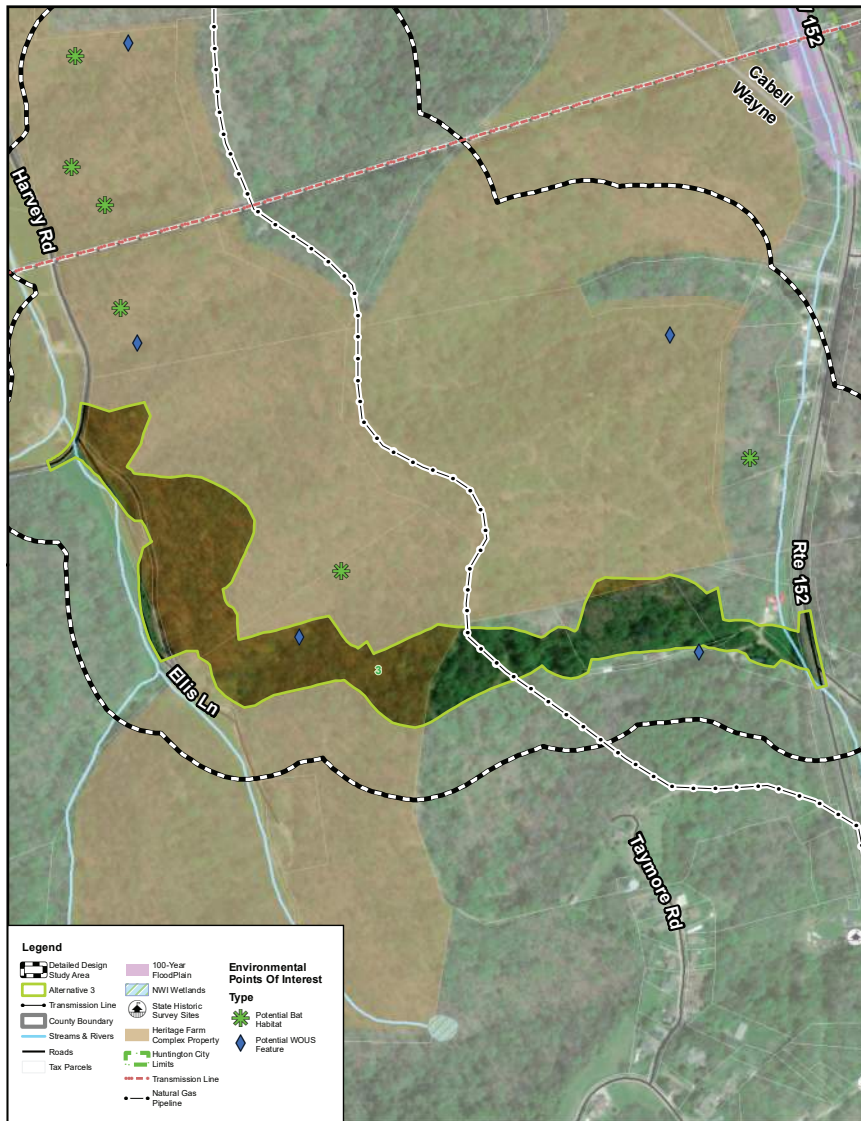 152
Cabell
Wayne
Harvey Rd
Rte 152
3
Ellis Ln
Taymore Rd
Legend
Detailed Design
Study Area
Alternative 3
Transmission Line
County Boundary
Streams & Rivers
Roads
Tax Parcels
100-Year
FloodPlain
NWI Wetlands
State Historic
Survey Sites
Heritage Farm
Complex Property
Huntington City
Limits
Transmission Line
Natural Gas
Pipeline
Environmental
Points Of Interest
Type
Potential Bat
Habitat
Potential WOUS
Feature